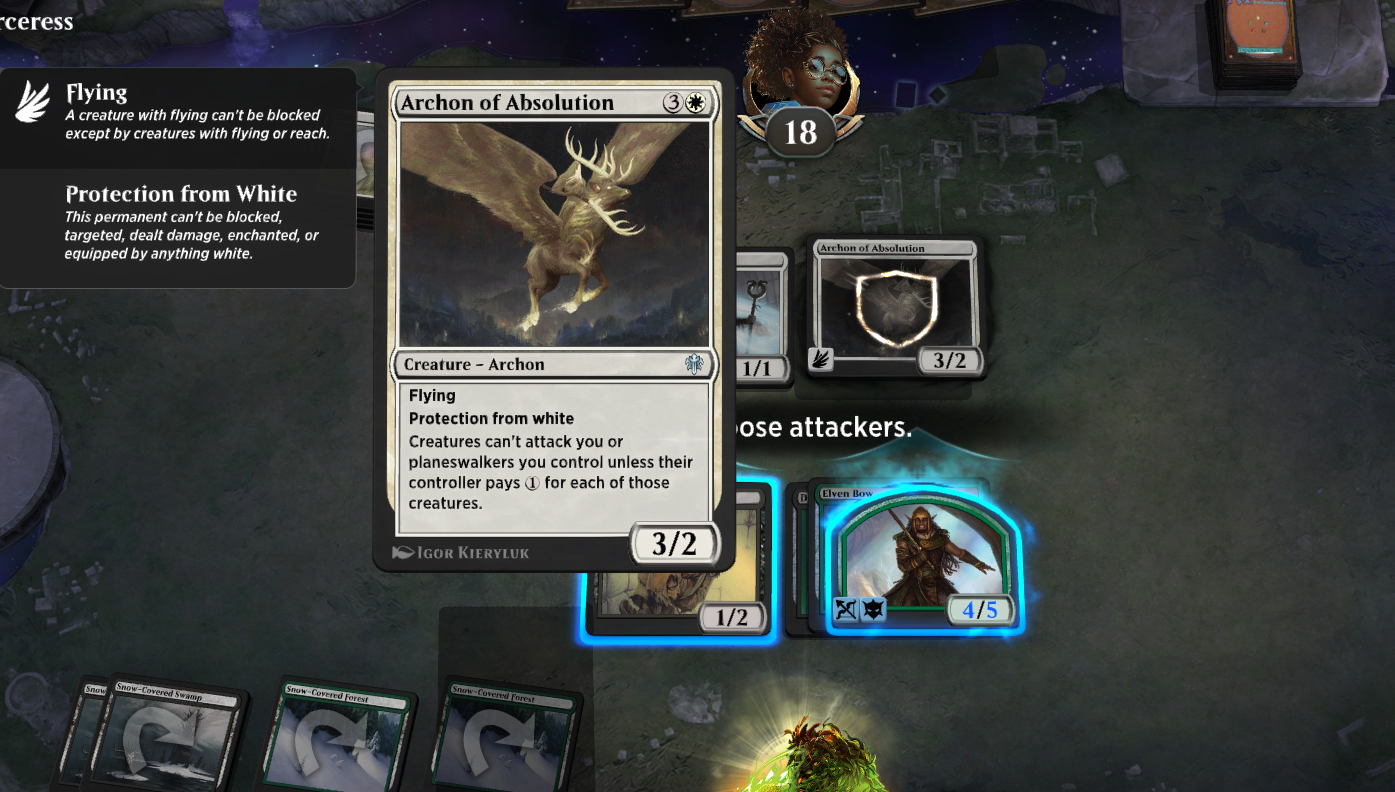 rceress
Flying
A creature with flying can't be blocked
except by creatures with flying or reach.
Protection from White
This permanent can't be blocked,
targeted, dealt damage, enchanted, or
equipped by anything white.
Archon of Absolution 3
Creature – Archon
Flying
Protection from white
Creatures can't attack you or
planeswalkers you control unless their
controller pays 1 for each of those
creatures.
3/2
Igor Kieryluk
18
Archon of Absolution
1/1
3/2
ose attackers.
Elven Bow
1/2
4/5
Snow
Snow-Covered Swamp
Snow-Covered Forest
Snow-Covered Forest